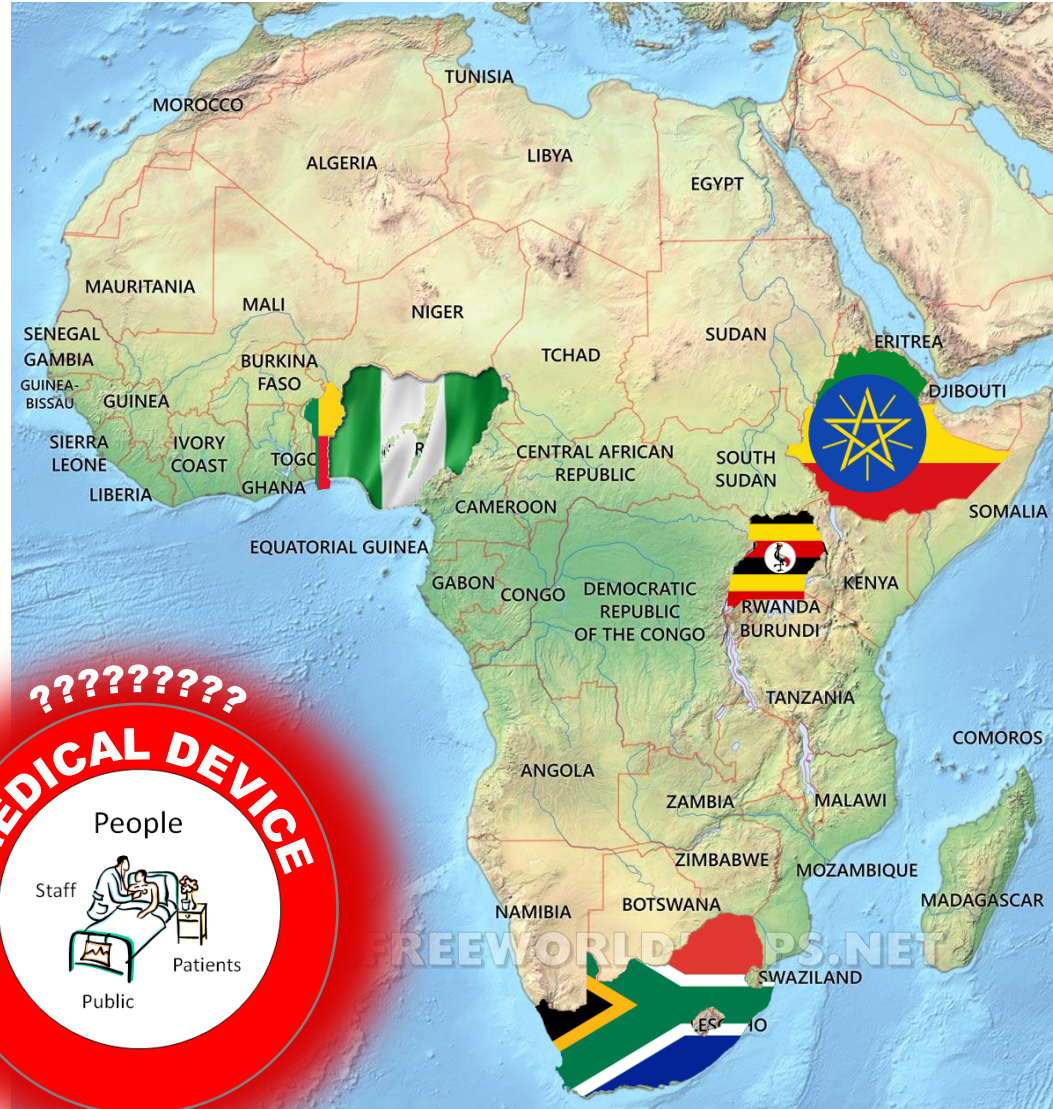 TUNISIA
MOROCCO
ALGERIA
LIBYA
EGYPT
MAURITANIA
MALI
NIGER
SENEGAL
GAMBIA
GUINEA-
BISSAU
GUINEA
BURKINA
FASO
TCHAD
SUDAN
ERITREA
DJIBOUTI
SIERRA
LEONE
IVORY
COAST
TOGO
GHANA
LIBERIA
R
CENTRAL AFRICAN
REPUBLIC
SOUTH
SUDAN
SOMALIA
CAMEROON
EQUATORIAL GUINEA
GABON
CONGO
DEMOCRATIC
REPUBLIC
OF THE CONGO
KENYA
RWANDA
BURUNDI
TANZANIA
COMOROS
ANGOLA
ZAMBIA
MALAWI
ZIMBABWE
MOZAMBIQUE
NAMIBIA
BOTSWANA
MADAGASCAR
SWAZILAND
?????????
EDICAL DEVICE
People
Staff
Patients
Public